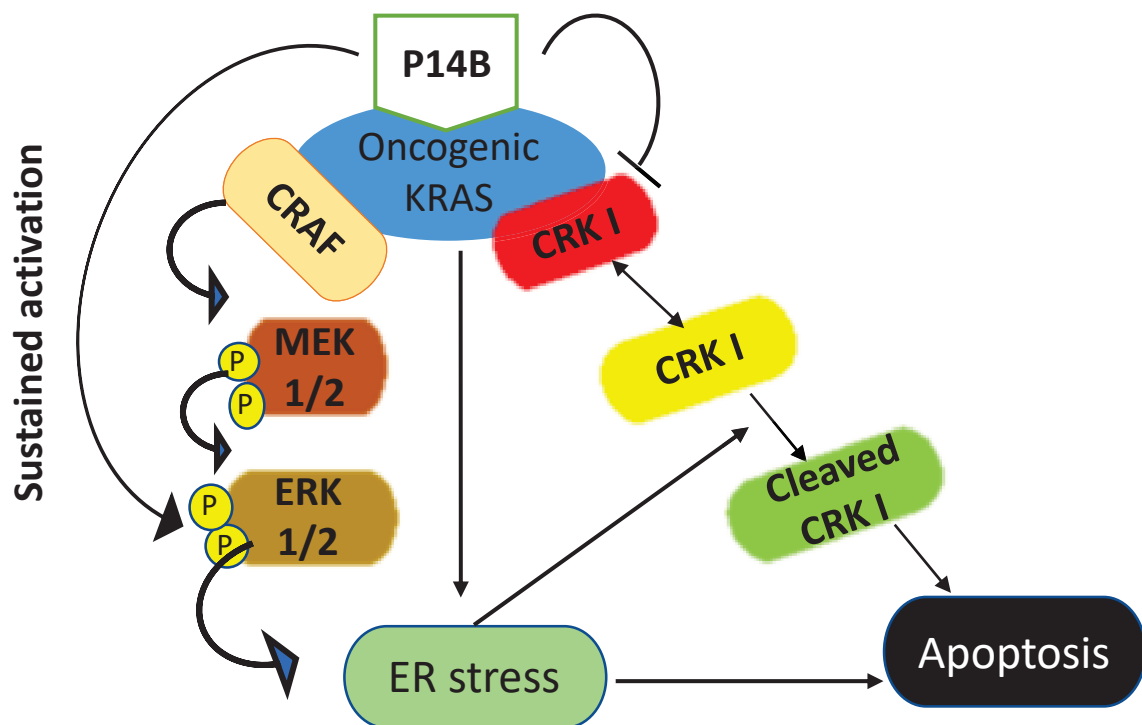 P14B
Oncogenic
KRAS
CRAF
CRK I
Sustained activation
MEK
1/2
P
P
CRK I
ERK
1/2
P
P
Cleaved
CRK I
ER stress
Apoptosis